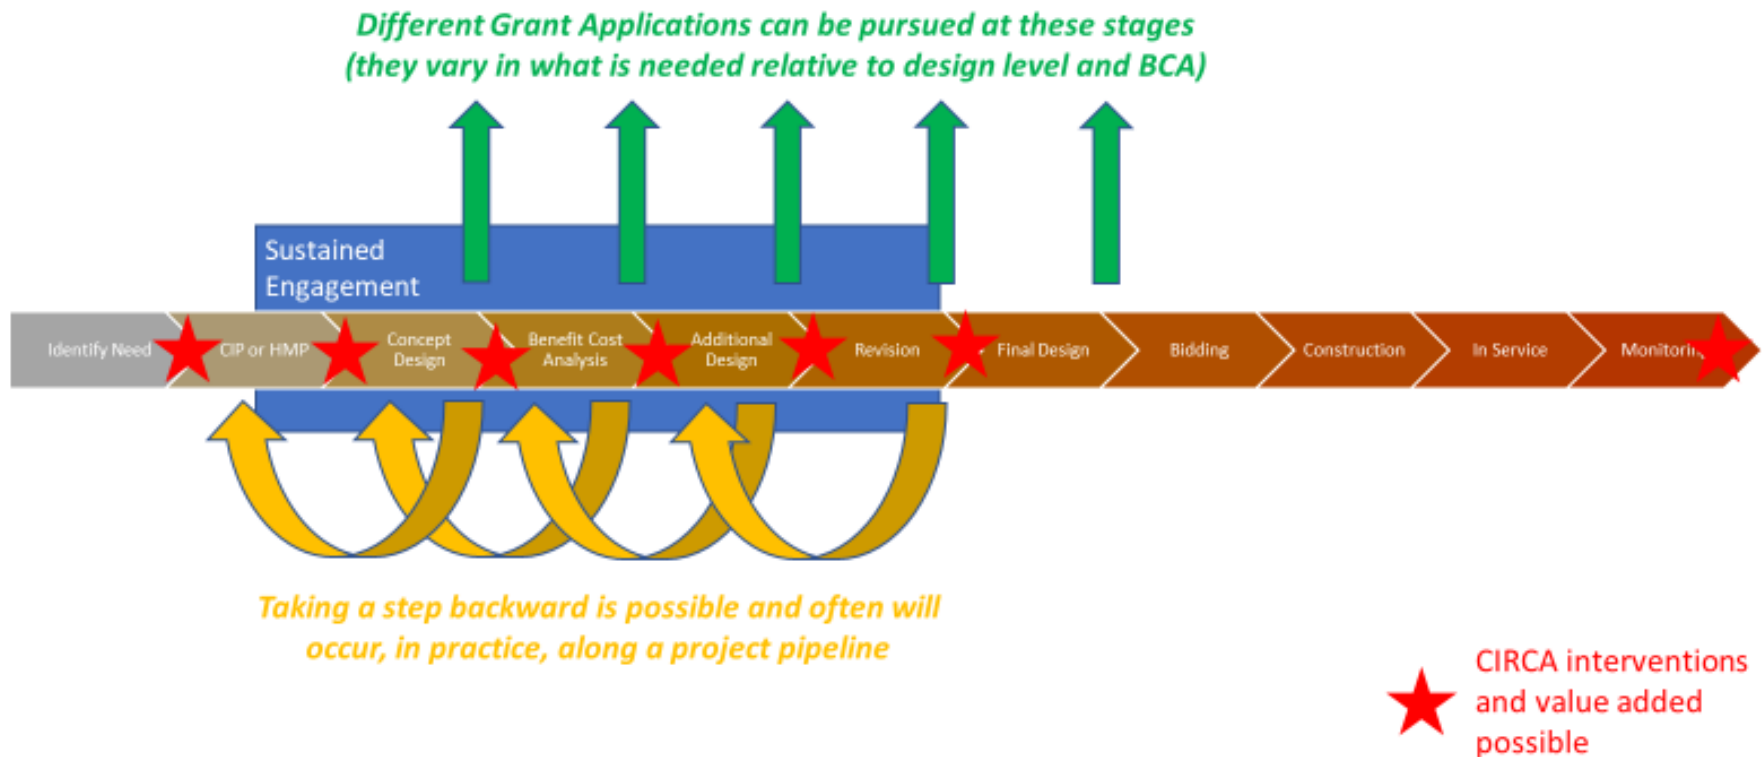 Different Grant Applications can be pursued at these stages
(they vary in what is needed relative to design level and BCA)
Sustained
Engagement
Identify Need
CIP or HMP
Concept
Design
Benefit Cost
Analysis
Additional
Design
Revision
Final Design
Bidding
Construction
In Service
Monitoring
Taking a step backward is possible and often will
occur, in practice, along a project pipeline
CIRCA interventions
and value added
possible